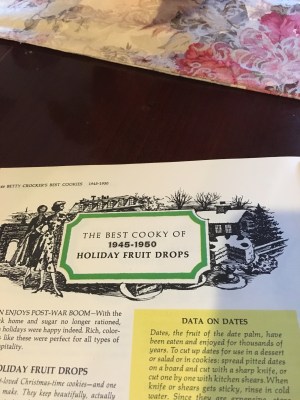 BETTY CROCKER'S BEST COOKIES 1945-1950
THE BEST COOKY OF
1945-1950
HOLIDAY FRUIT DROPS
N ENJOYS POST-WAR BOOM—With the
k home and sugar no longer rationed,
holidays were happy indeed. Rich, color-
like these were perfect for all types of
pitality.
LIDAY FRUIT DROPS
-loved Christmas-time cookies—and one
make. They keep beautifully, actually
DATA ON DATES
Dates, the fruit of the date palm, have
been eaten and enjoyed for thousands of
years. To cut up dates for use in a dessert
or salad or in cookies: spread pitted dates
on a board and cut with a sharp knife, or
cut one by one with kitchen shears. When
knife or shears gets sticky, rinse in cold
water. Since they are expensive